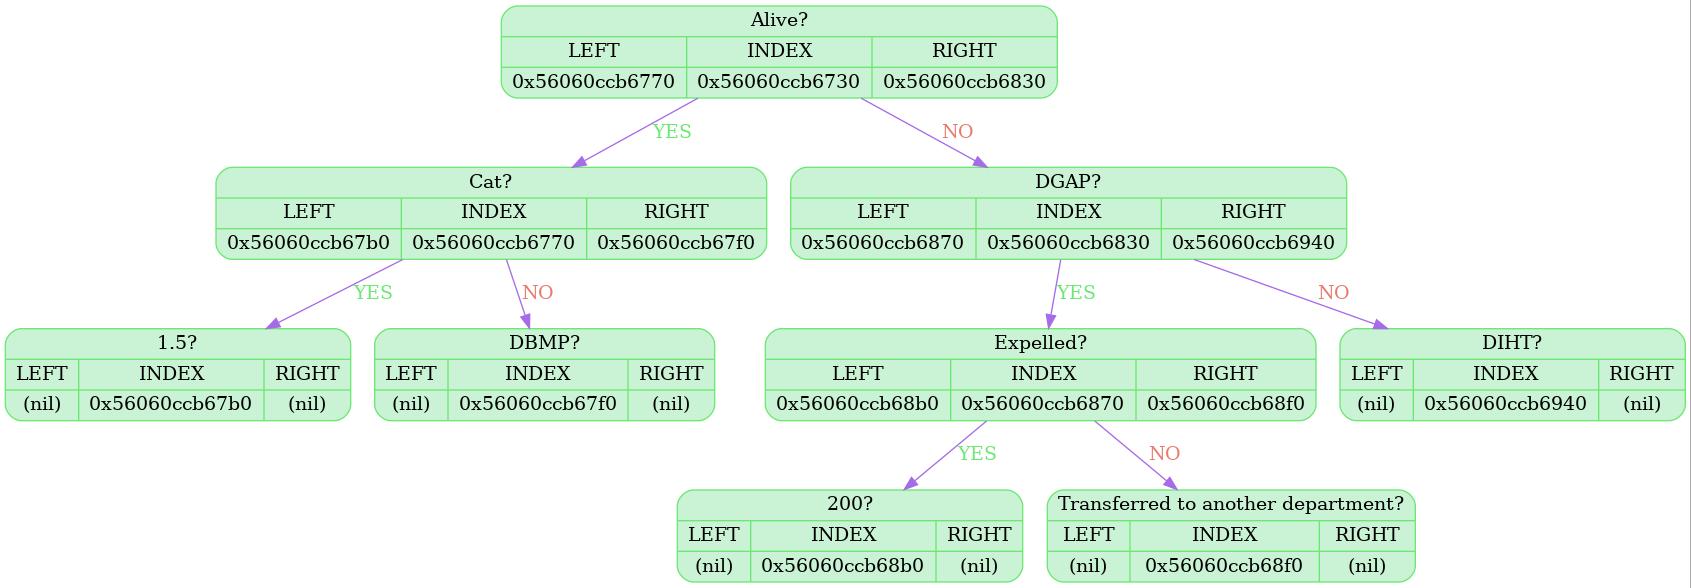 Alive?
LEFT INDEX RIGHT
0x56060ccb6770 0x56060ccb6730 0x56060ccb6830
YES NO
Cat?
LEFT INDEX RIGHT
0x56060ccb67b0 0x56060ccb6770 0x56060ccb67f0
DGAP?
LEFT INDEX RIGHT
0x56060ccb6870 0x56060ccb6830 0x56060ccb6940
YES NO YES NO
1.5?
LEFT INDEX RIGHT
(nil) 0x56060ccb67b0 (nil)
DBMP?
LEFT INDEX RIGHT
(nil) 0x56060ccb67f0 (nil)
Expelled?
LEFT INDEX RIGHT
0x56060ccb68b0 0x56060ccb6870 0x56060ccb68f0
DIHT?
LEFT INDEX RIGHT
(nil) 0x56060ccb6940 (nil)
YES NO
200?
LEFT INDEX RIGHT
(nil) 0x56060ccb68b0 (nil)
Transferred to another department?
LEFT INDEX RIGHT
(nil) 0x56060ccb68f0 (nil)